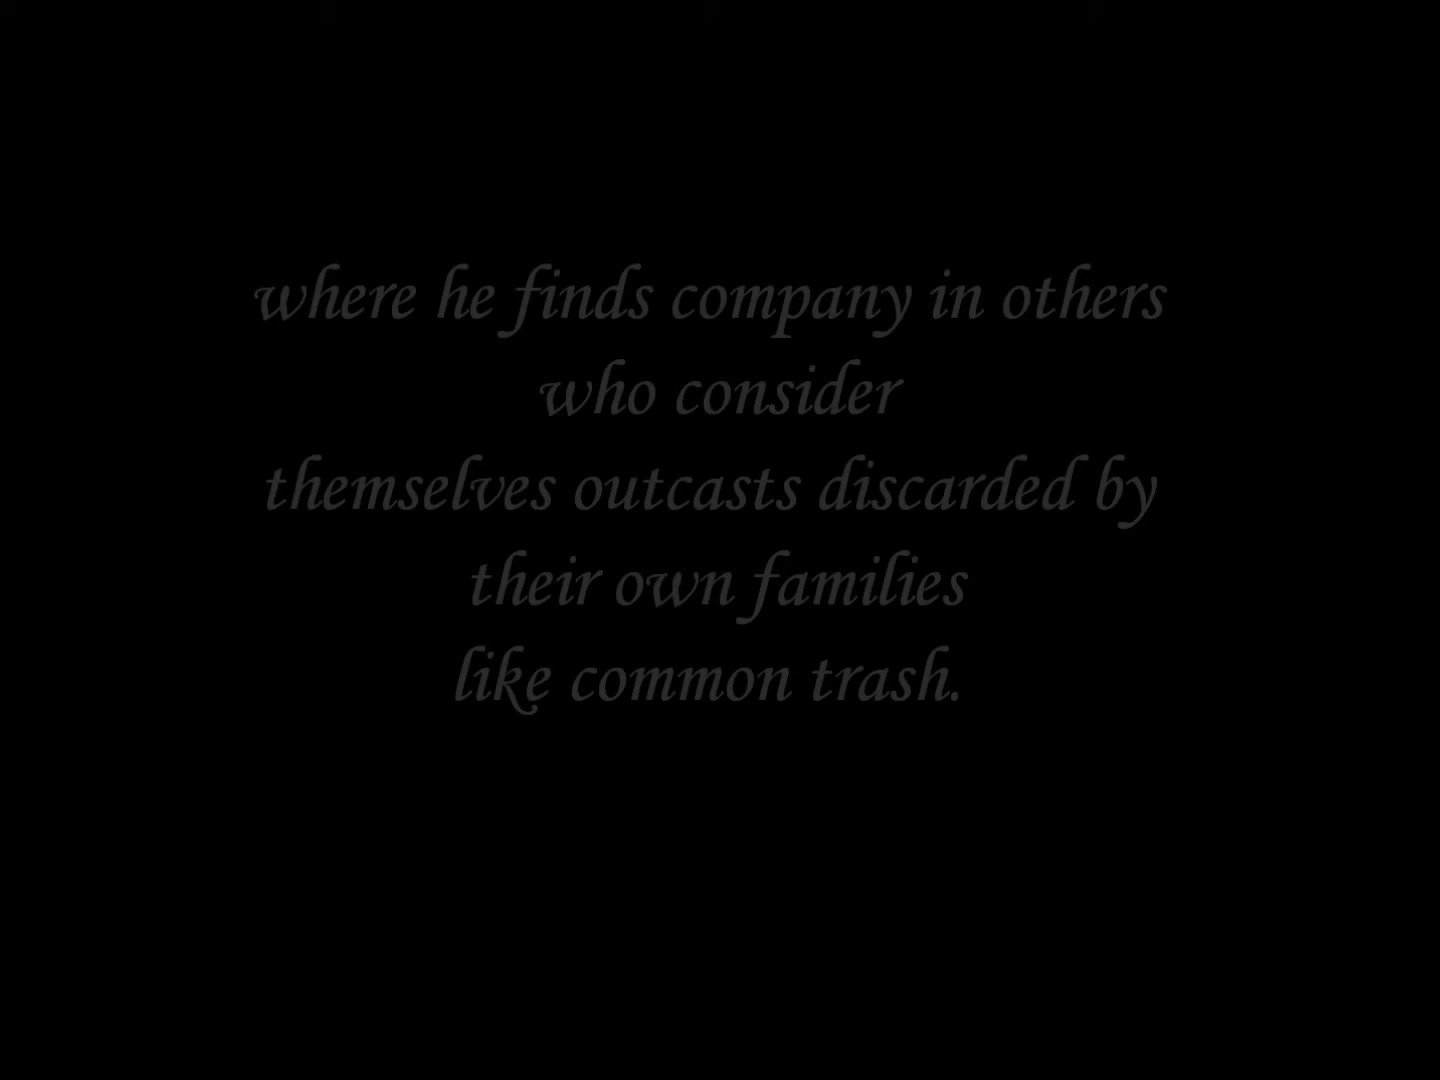 where he finds company in others
who consider
themselves outcasts discarded by
their own families
like common trash.